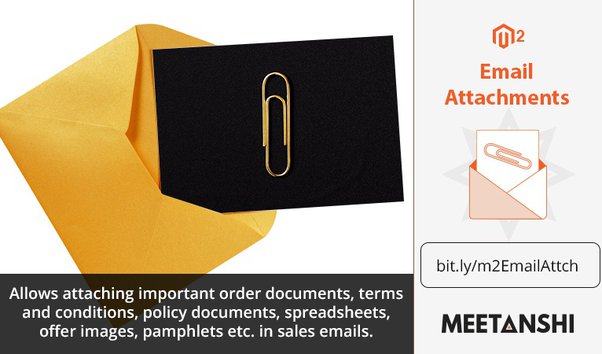 2
Email
Attachments
bit.ly/m2EmailAttch
MEETANSHI
Allows attaching important order documents, terms
and conditions, policy documents, spreadsheets,
offer images, pamphlets etc. in sales emails.